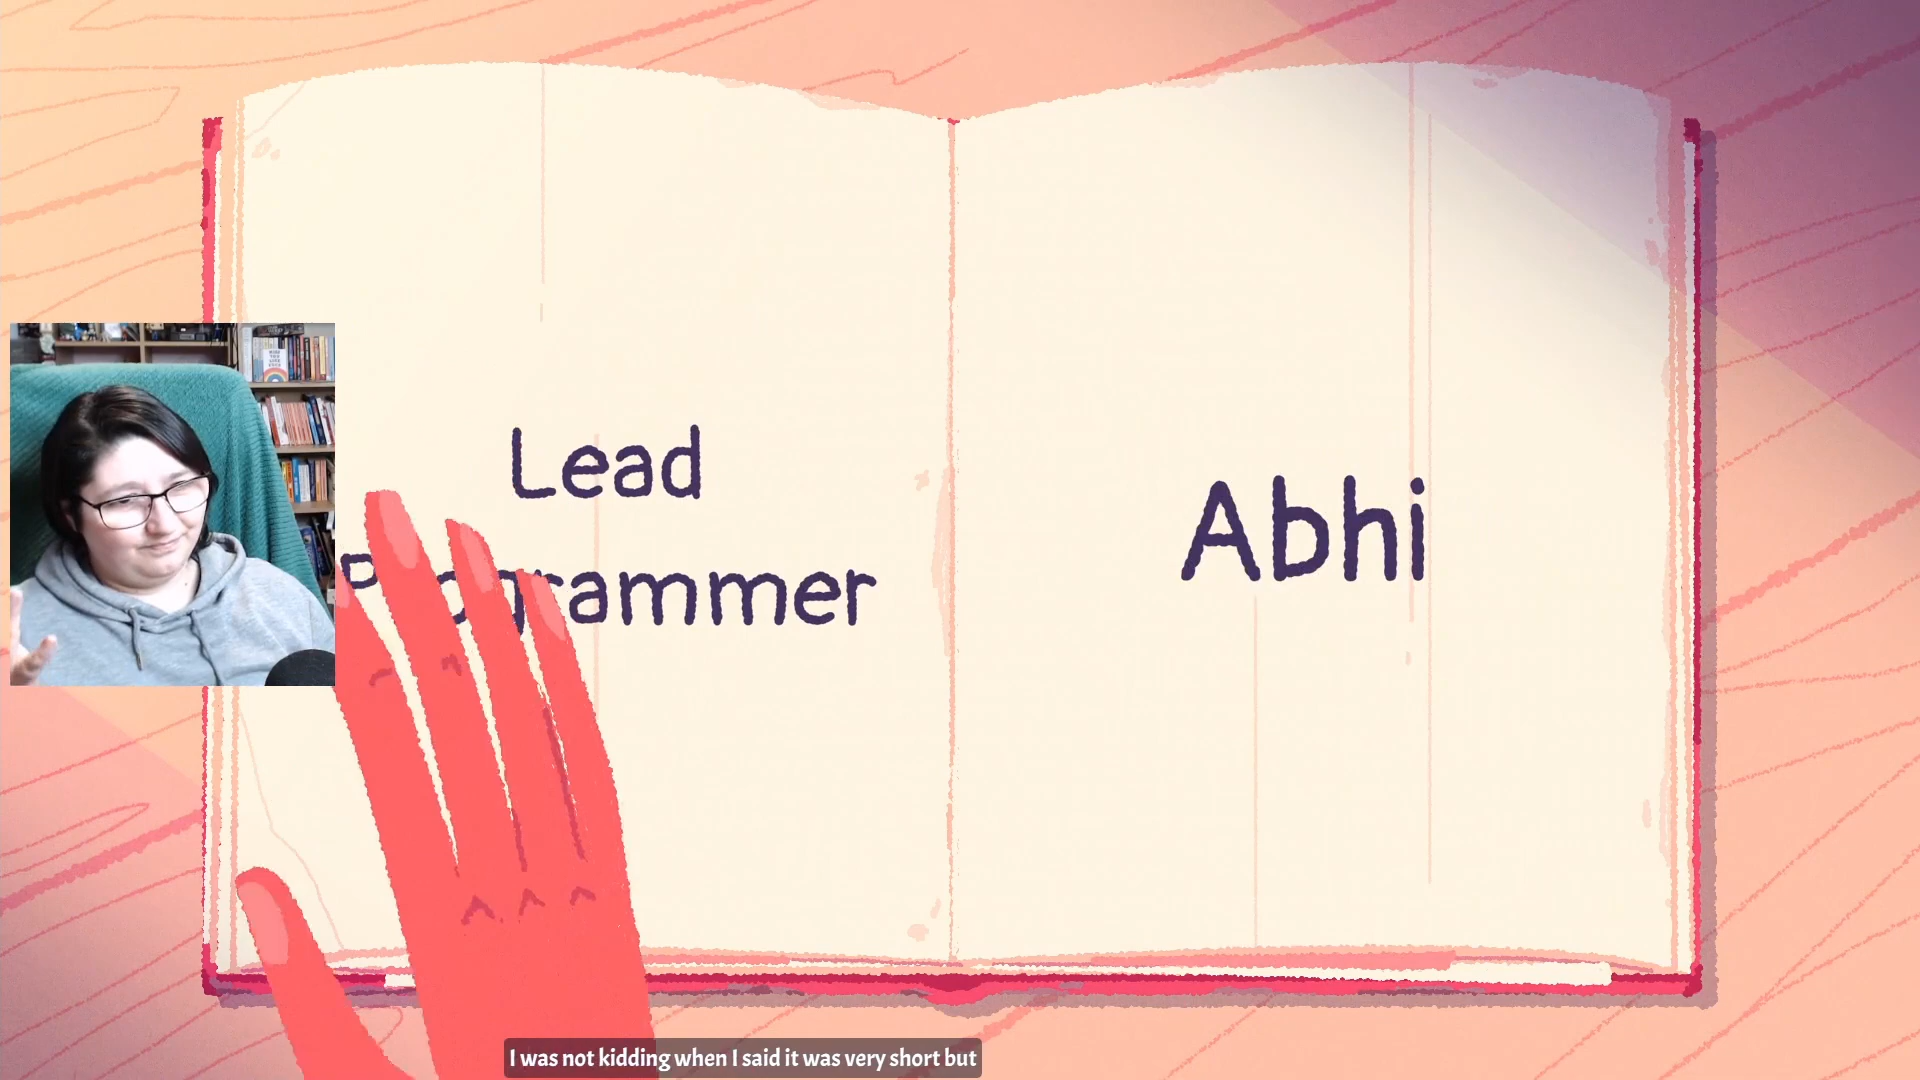 Lead
Programmer
Abhi
I was not kidding when I said it was very short but